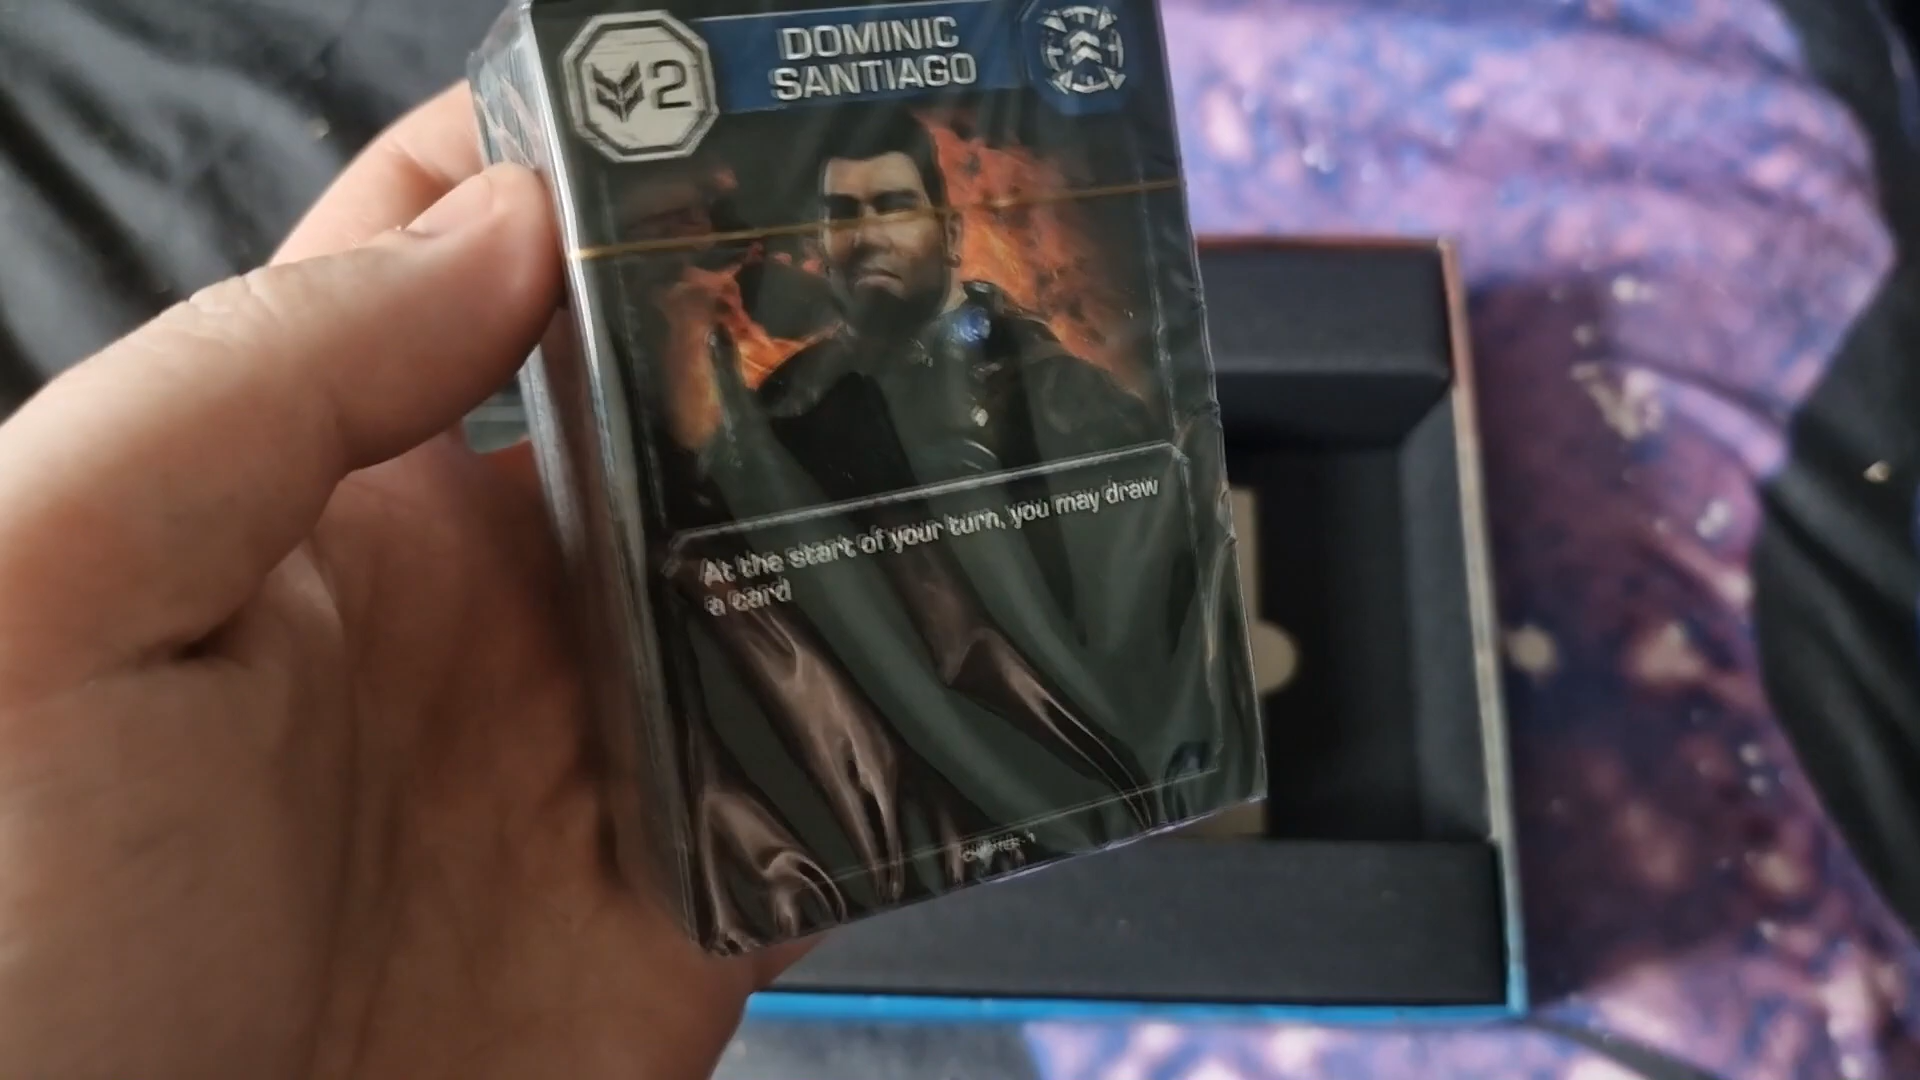 2
DOMINIC
SANTIAGO
At the start of your turn, you may draw
a card